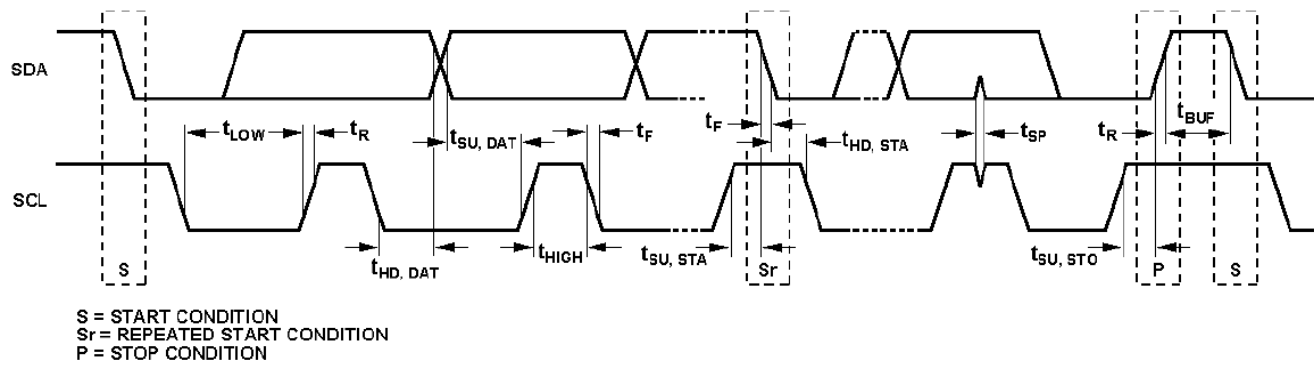 SDA
tLOW
tR
tSU, DAT
tF
tF
tHD, STA
tSP
tR
tBUF
SCL
tHD, DAT
tHIGH
tSU, STA
tSU, STO
S
Sr
P
S
S = START CONDITION
Sr = REPEATED START CONDITION
P = STOP CONDITION